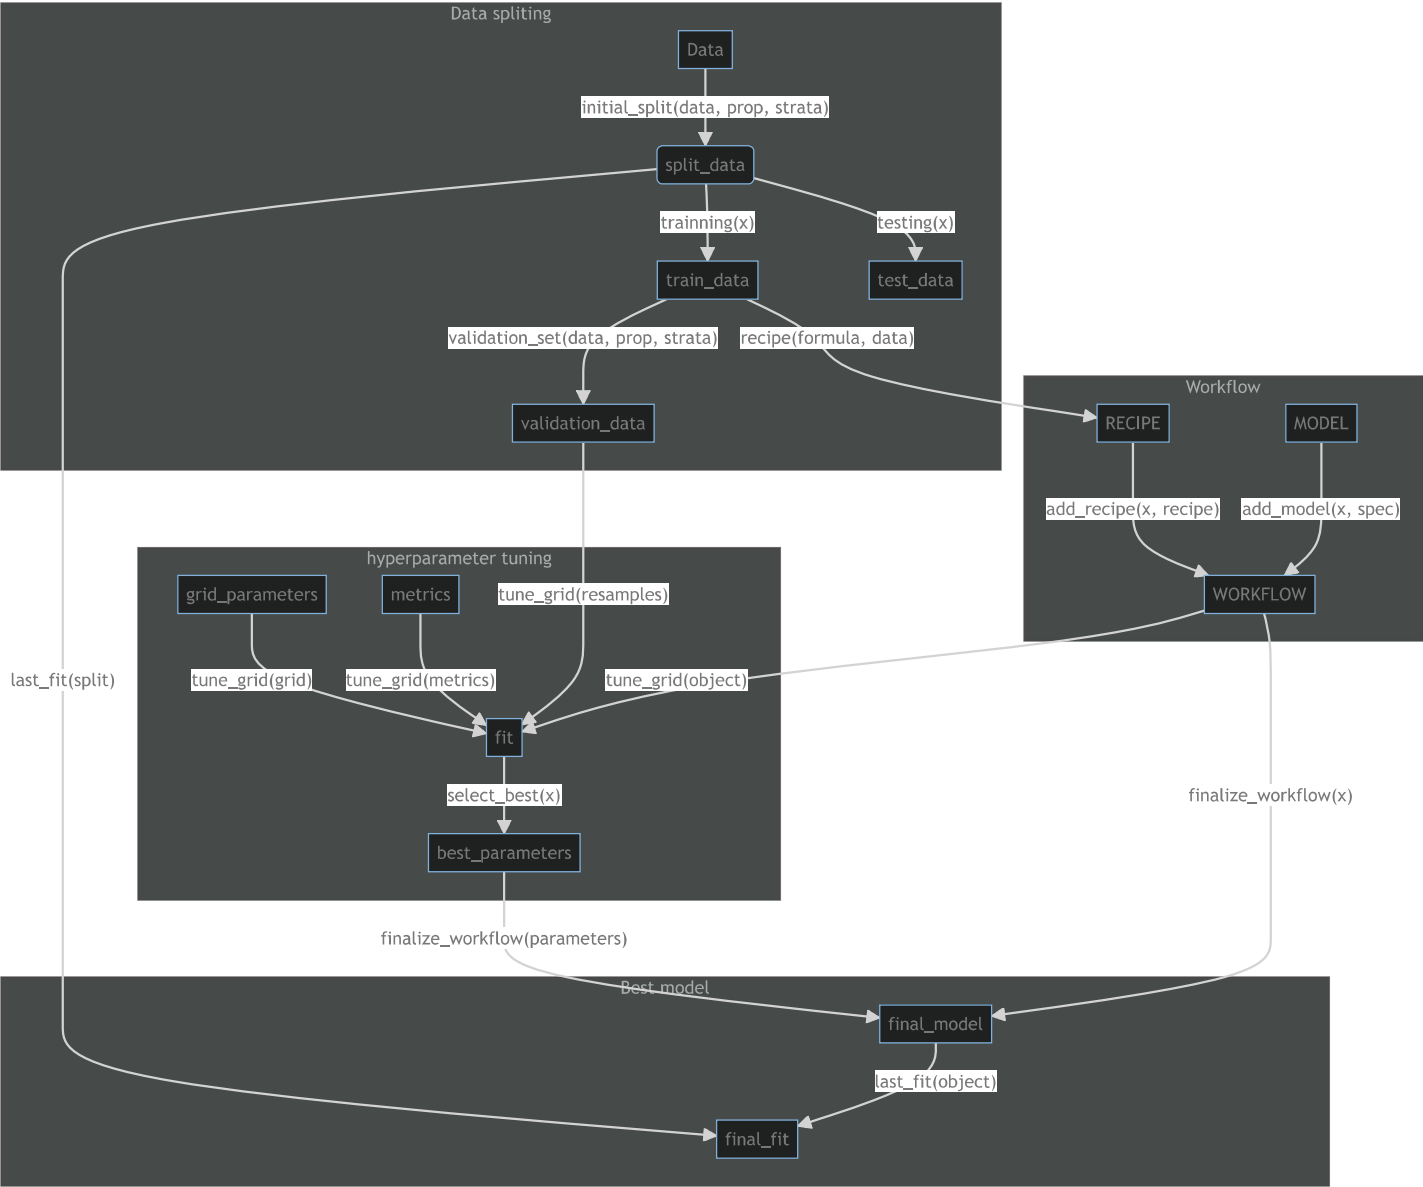 Data spliting
Data
initial_split(data, prop, strata)
split_data
trainning(x)
testing(x)
train_data
test_data
validation_set(data, prop, strata)
recipe(formula, data)
validation_data
Workflow
RECIPE
MODEL
add_recipe(x, recipe)
add_model(x, spec)
WORKFLOW
hyperparameter tuning
grid_parameters
metrics
tune_grid(resamples)
tune_grid(grid)
tune_grid(metrics)
tune_grid(object)
last_fit(split)
fit
select_best(x)
finalize_workflow(x)
best_parameters
finalize_workflow(parameters)
Best model
final_model
last_fit(object)
final_fit